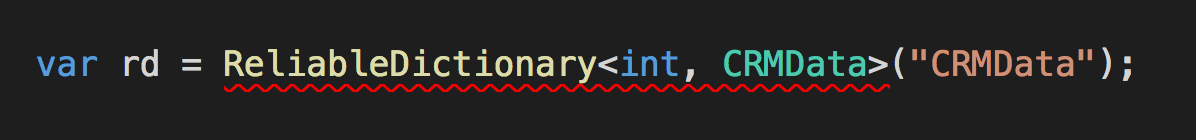 var rd = ReliableDictionary<int, CRMData>("CRMData");